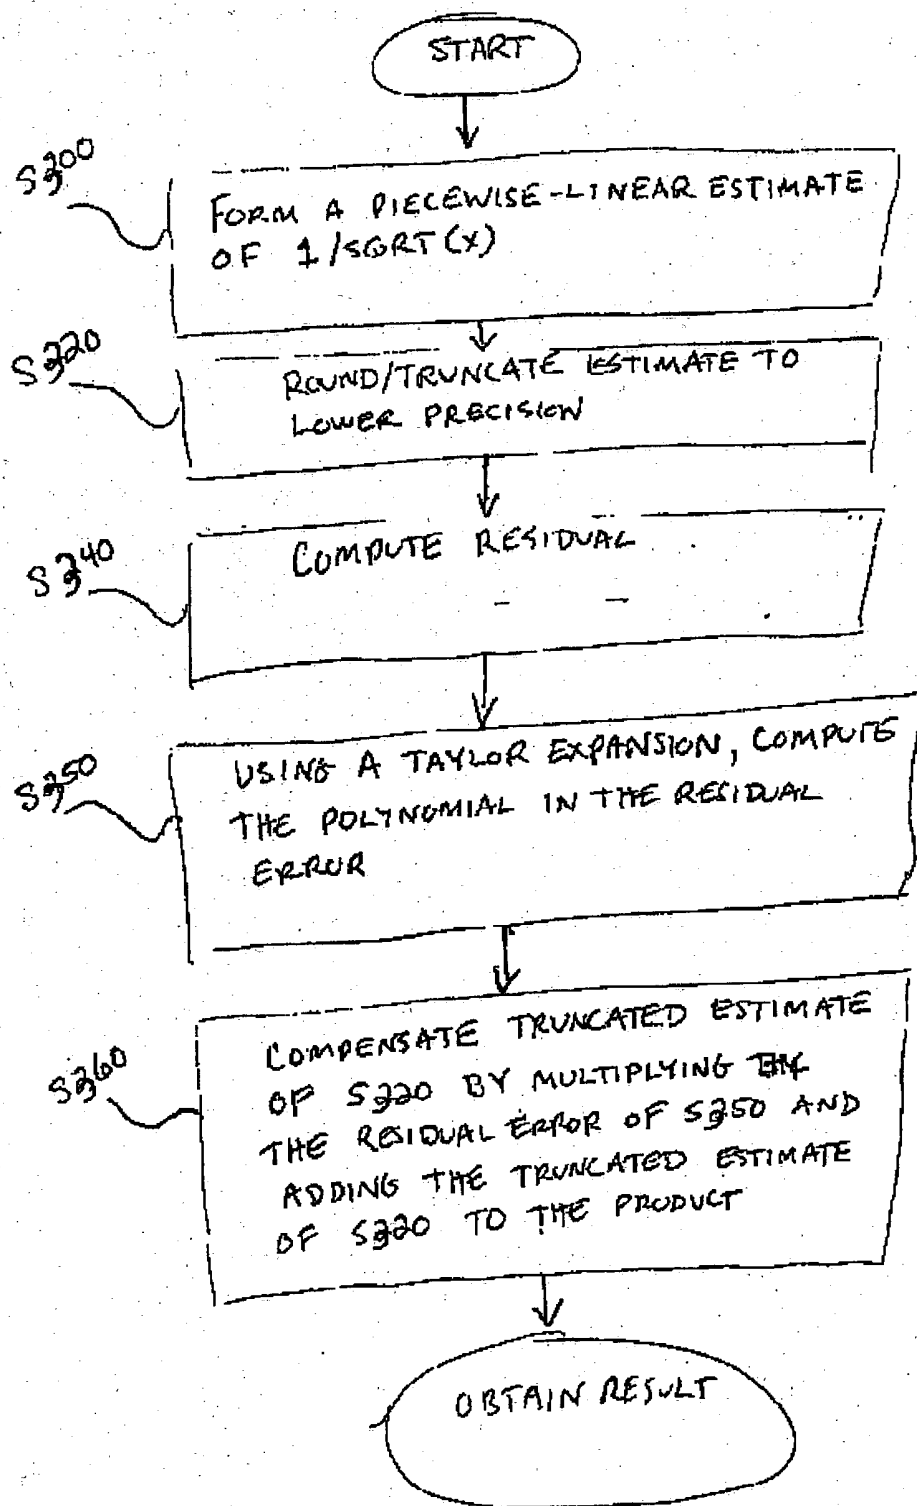 START
S300
FORM A PIECEWISE-LINEAR ESTIMATE
OF 1/SQRT(X)
S320
ROUND/TRUNCATE ESTIMATE TO
LOWER PRECISION
S340
COMPUTE RESIDUAL
S350
USING A TAYLOR EXPANSION, COMPUTE
THE POLYNOMIAL IN THE RESIDUAL
ERROR
S360
COMPENSATE TRUNCATED ESTIMATE
OF S320 BY MULTIPLYING
THE RESIDUAL ERROR OF S350 AND
ADDING THE TRUNCATED ESTIMATE
OF S320 TO THE PRODUCT
OBTAIN RESULT